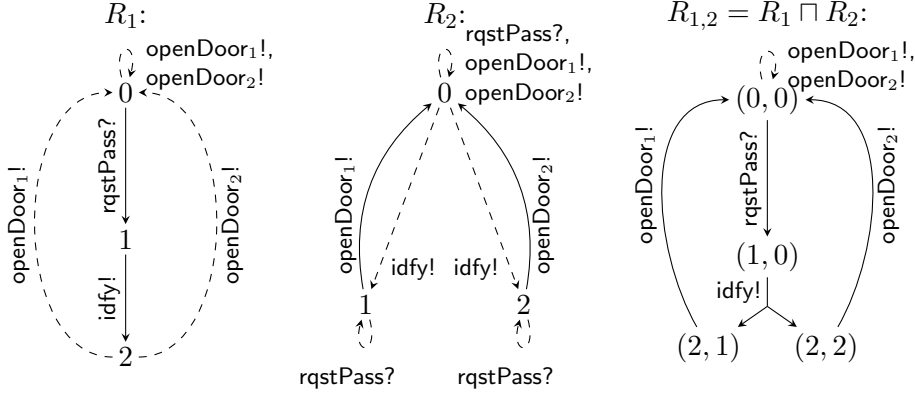 R₁:
openDoor₁!,
openDoor₂!
0
rqstPass?
openDoor₁!
openDoor₂!
1
idfy!
2
R₂:
rqstPass?,
openDoor₁!,
openDoor₂!
0
openDoor₁!
openDoor₂!
idfy! idfy!
1 2
rqstPass? rqstPass?
R₁,₂ = R₁ ⊓ R₂:
openDoor₁!,
openDoor₂!
(0, 0)
rqstPass?
openDoor₁!
openDoor₂!
(1, 0)
idfy!
(2, 1) (2, 2)